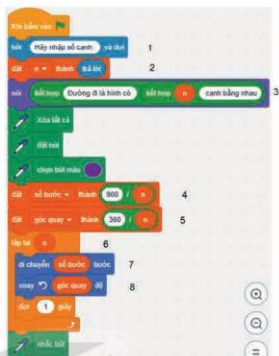 Khi bấm vào
hỏi Hãy nhập số cạnh và đợi 1
đặt n thành trả lời 2
nói kết hợp Đường đi là hình có kết hợp n cạnh bằng nhau 3
Xóa tất cả
đặt bút
chọn bút màu
đặt số bước thành 900 / n 4
đặt góc quay thành 360 / n 5
lặp lại n 6
di chuyển số bước bước 7
xoay góc quay độ 8
đợi 1 giây
nhấc bút